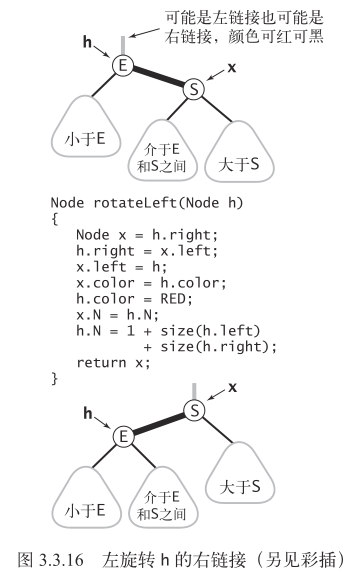 可能是左链接也可能是
右链接，颜色可红可黑
h
E
x
S
小于E
介于E
和S之间
大于S
Node rotateLeft(Node h)
{
Node x = h.right;
h.right = x.left;
x.left = h;
x.color = h.color;
h.color = RED;
x.N = h.N;
h.N = 1 + size(h.left)
+ size(h.right);
return x;
}
x
S
h
E
大于S
小于E
介于E
和S之间
图 3.3.16 左旋转 h 的右链接（另见彩插）